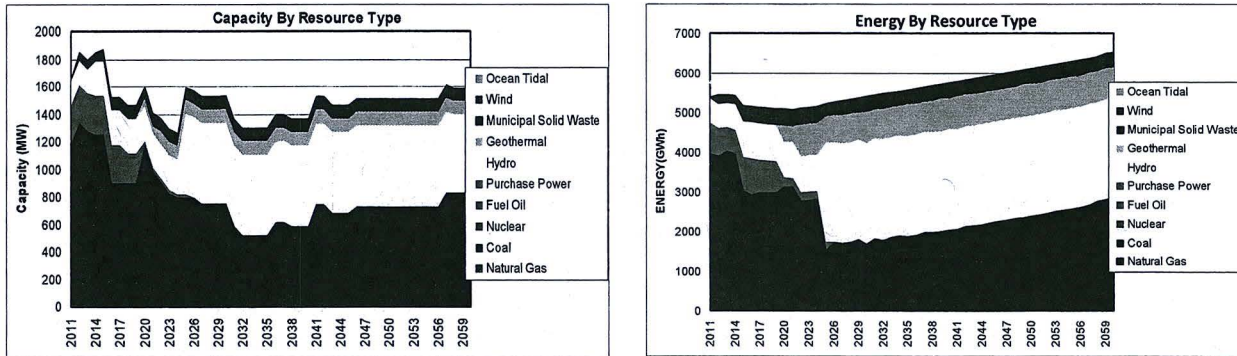 Capacity By Resource Type
2000
1800
1600
1400
1200
1000
800
600
400
200
0
Capacity (MW)
2011
2014
2017
2020
2023
2026
2029
2032
2035
2038
2041
2044
2047
2050
2053
2056
2059
Ocean Tidal
Wind
Municipal Solid Waste
Geothermal
Hydro
Purchase Power
Fuel Oil
Nuclear
Coal
Natural Gas
Energy By Resource Type
7000
6000
5000
4000
3000
2000
1000
0
ENERGY(GWh)
2011
2014
2017
2020
2023
2026
2029
2032
2035
2038
2041
2044
2047
2050
2053
2056
2059
Ocean Tidal
Wind
Municipal Solid Waste
Geothermal
Hydro
Purchase Power
Fuel Oil
Nuclear
Coal
Natural Gas